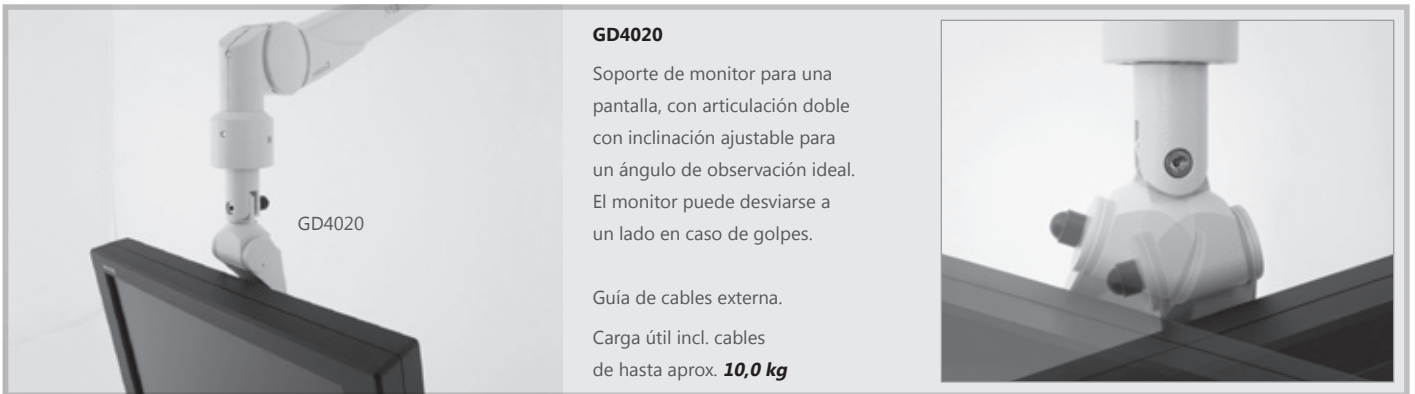 GD4020
GD4020
Soporte de monitor para una
pantalla, con articulación doble
con inclinación ajustable para
un ángulo de observación ideal.
El monitor puede desviarse a
un lado en caso de golpes.
Guía de cables externa.
Carga útil incl. cables
de hasta aprox. 10,0 kg